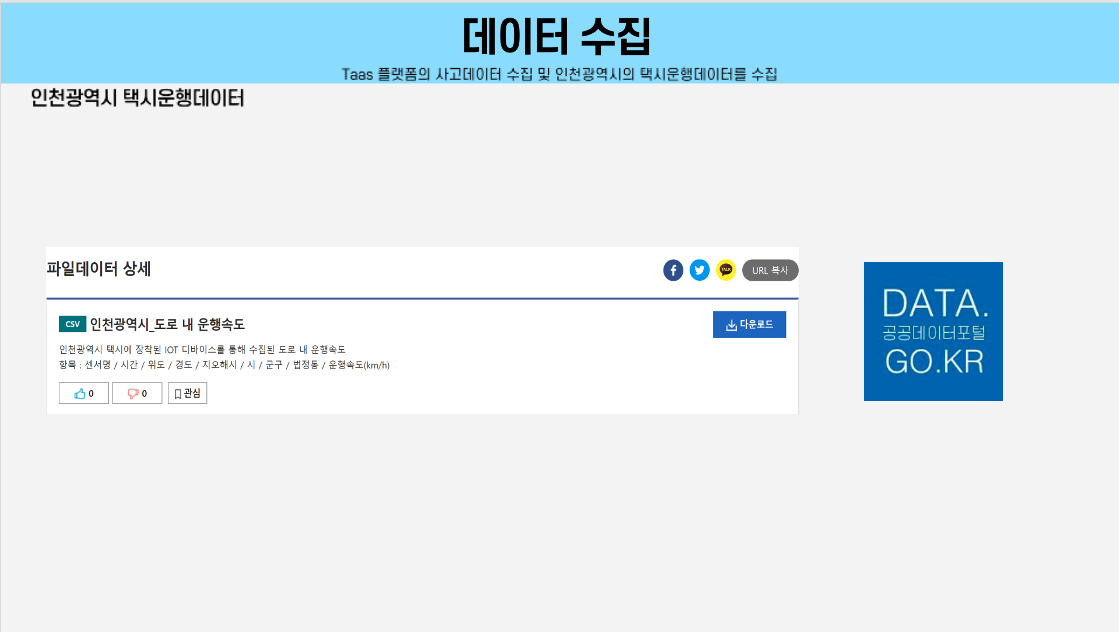 데이터 수집
Taas 플랫폼의 사고데이터 수집 및 인천광역시의 택시운행데이터를 수집
인천광역시 택시운행데이터
파일데이터 상세
f
TALK
URL 복사
CSV 인천광역시_도로 내 운행속도
다운로드
인천광역시 택시에 장착된 IOT 디바이스를 통해 수집된 도로 내 운행속도
항목 : 센서명 / 시간 / 위도 / 경도 / 지오해시 / 시 / 군구 / 법정동 / 운행속도(km/h)
0
0
관심
DATA.
공공데이터포털
GO.KR